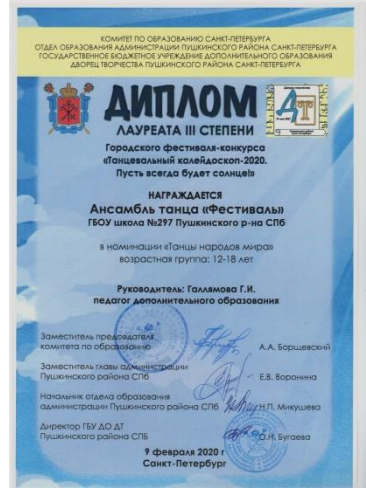 КОМИТЕТ ПО ОБРАЗОВАНИЮ САНКТ-ПЕТЕРБУРГА
ОТДЕЛ ОБРАЗОВАНИЯ АДМИНИСТРАЦИИ ПУШКИНСКОГО РАЙОНА САНКТ-ПЕТЕРБУРГА
ГОСУДАРСТВЕННОЕ БЮДЖЕТНОЕ УЧРЕЖДЕНИЕ ДОПОЛНИТЕЛЬНОГО ОБРАЗОВАНИЯ
ДВОРЕЦ ТВОРЧЕСТВА ПУШКИНСКОГО РАЙОНА САНКТ-ПЕТЕРБУРГА
ДИПЛОМ
ДТ
ЛАУРЕАТА III СТЕПЕНИ
Городского фестиваля-конкурса
«Танцевальный калейдоскоп-2020.
Пусть всегда будет солнце!»
НАГРАЖДАЕТСЯ
Ансамбль танца «Фестиваль»
ГБОУ школа №297 Пушкинского р-на СПб
в номинации «Танцы народов мира»
возрастная группа: 12-18 лет
Руководитель: Галлямова Г.И.
педагог дополнительного образования
Заместитель председателя
комитета по образованию
А.А. Борщевский
Заместитель главы администрации
Пушкинского района СПб
Е.В. Воронина
Начальник отдела образования
администрации Пушкинского района СПб
Н.П. Микушева
Директор ГБУ ДО ДТ
Пушкинского района СПБ
О.Н. Бугаева
9 февраля 2020 г
Санкт-Петербург